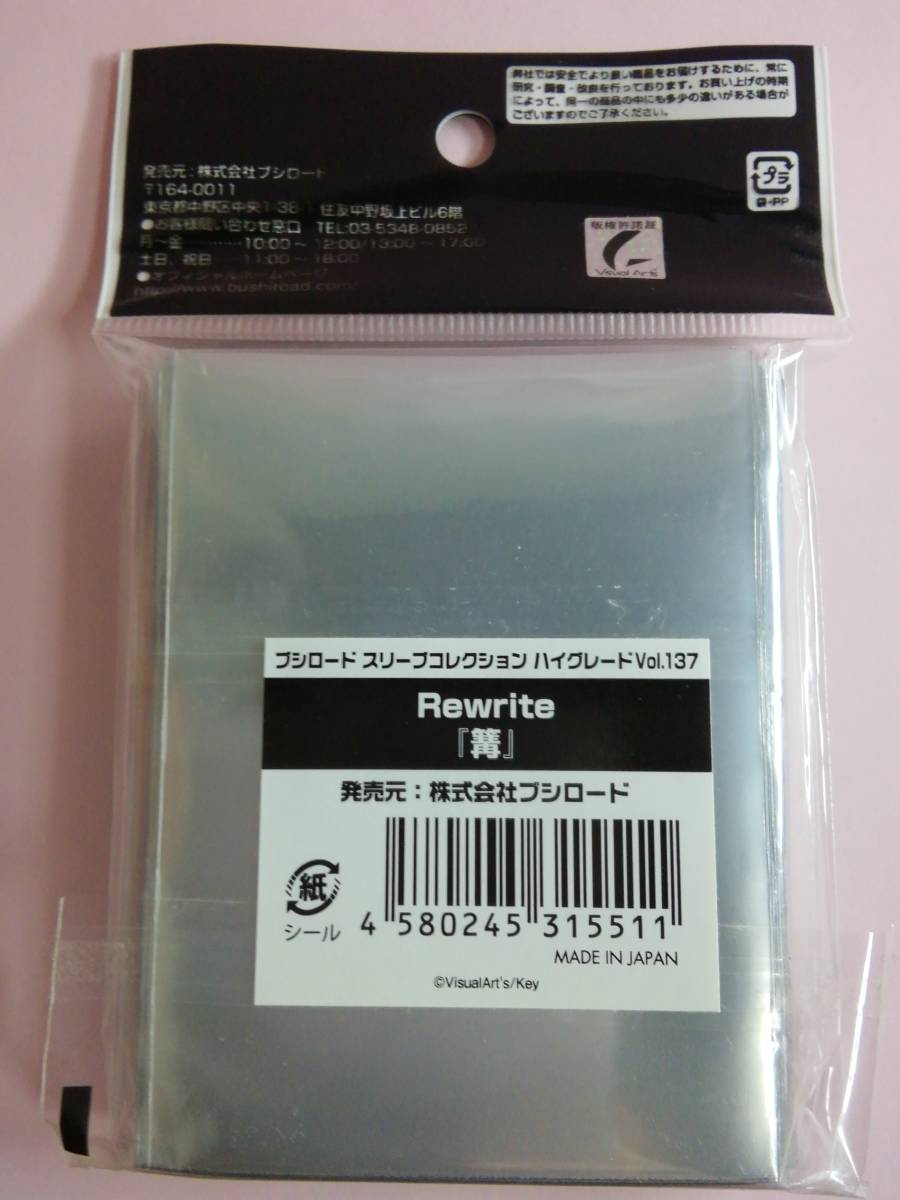 弊社では安全でより良い商品をお届けするために、常に
研究・調査・改良を行っております。お買い上げの時期
によって、同一の商品の中にも多少の違いがある場合が
ございますのでご了承ください。
発売元:株式会社ブシロード
〒164-0011
東京都中野区中央1-38-1 住友中野坂上ビル6階
●お客様問い合わせ窓口 TEL:03-5348-0852
月~金 ……… 10:00~12:00/13:00~17:00
土日、祝日 11:00~18:00
●オフィシャルホームページ
http://www.bushiroad.com/
プラ
袋:PP
版権許諾証
Visual Art's
ブシロード スリーブコレクション ハイグレードVol.137
Rewrite
『篝』
発売元:株式会社ブシロード
紙
シール
4 580245 315511
MADE IN JAPAN
©VisualArt's/Key